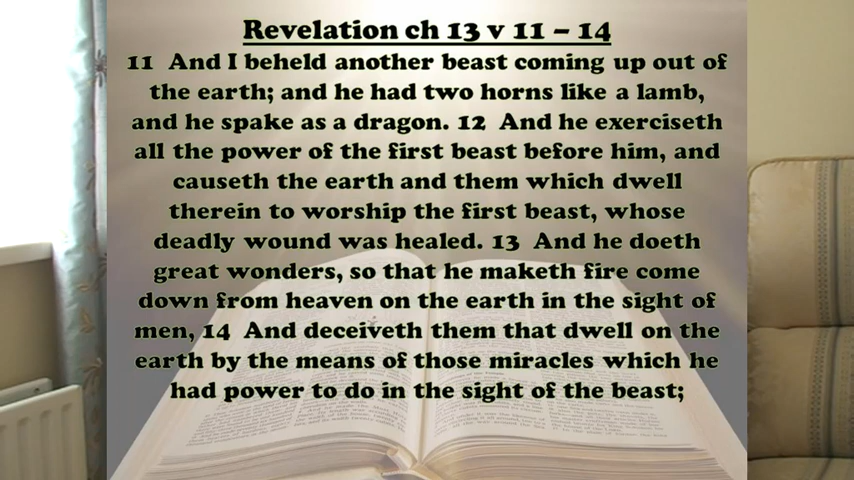 Revelation ch 13 v 11 – 14
11 And I beheld another beast coming up out of
the earth; and he had two horns like a lamb,
and he spake as a dragon. 12 And he exerciseth
all the power of the first beast before him, and
causeth the earth and them which dwell
therein to worship the first beast, whose
deadly wound was healed. 13 And he doeth
great wonders, so that he maketh fire come
down from heaven on the earth in the sight of
men, 14 And deceiveth them that dwell on the
earth by the means of those miracles which he
had power to do in the sight of the beast;